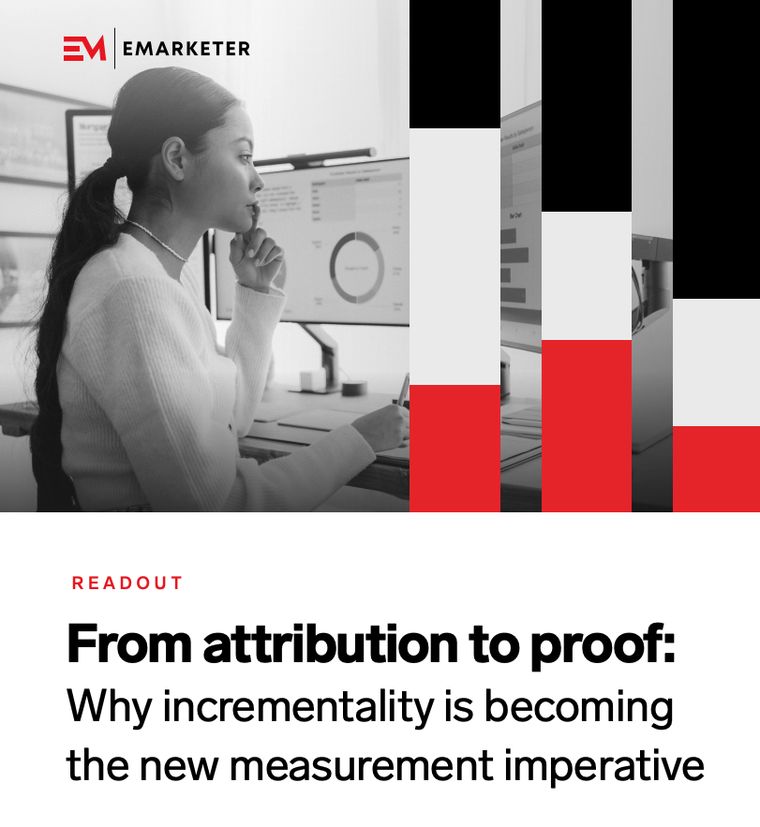 EM EMARKETER
READOUT
From attribution to proof:
Why incrementality is becoming
the new measurement imperative